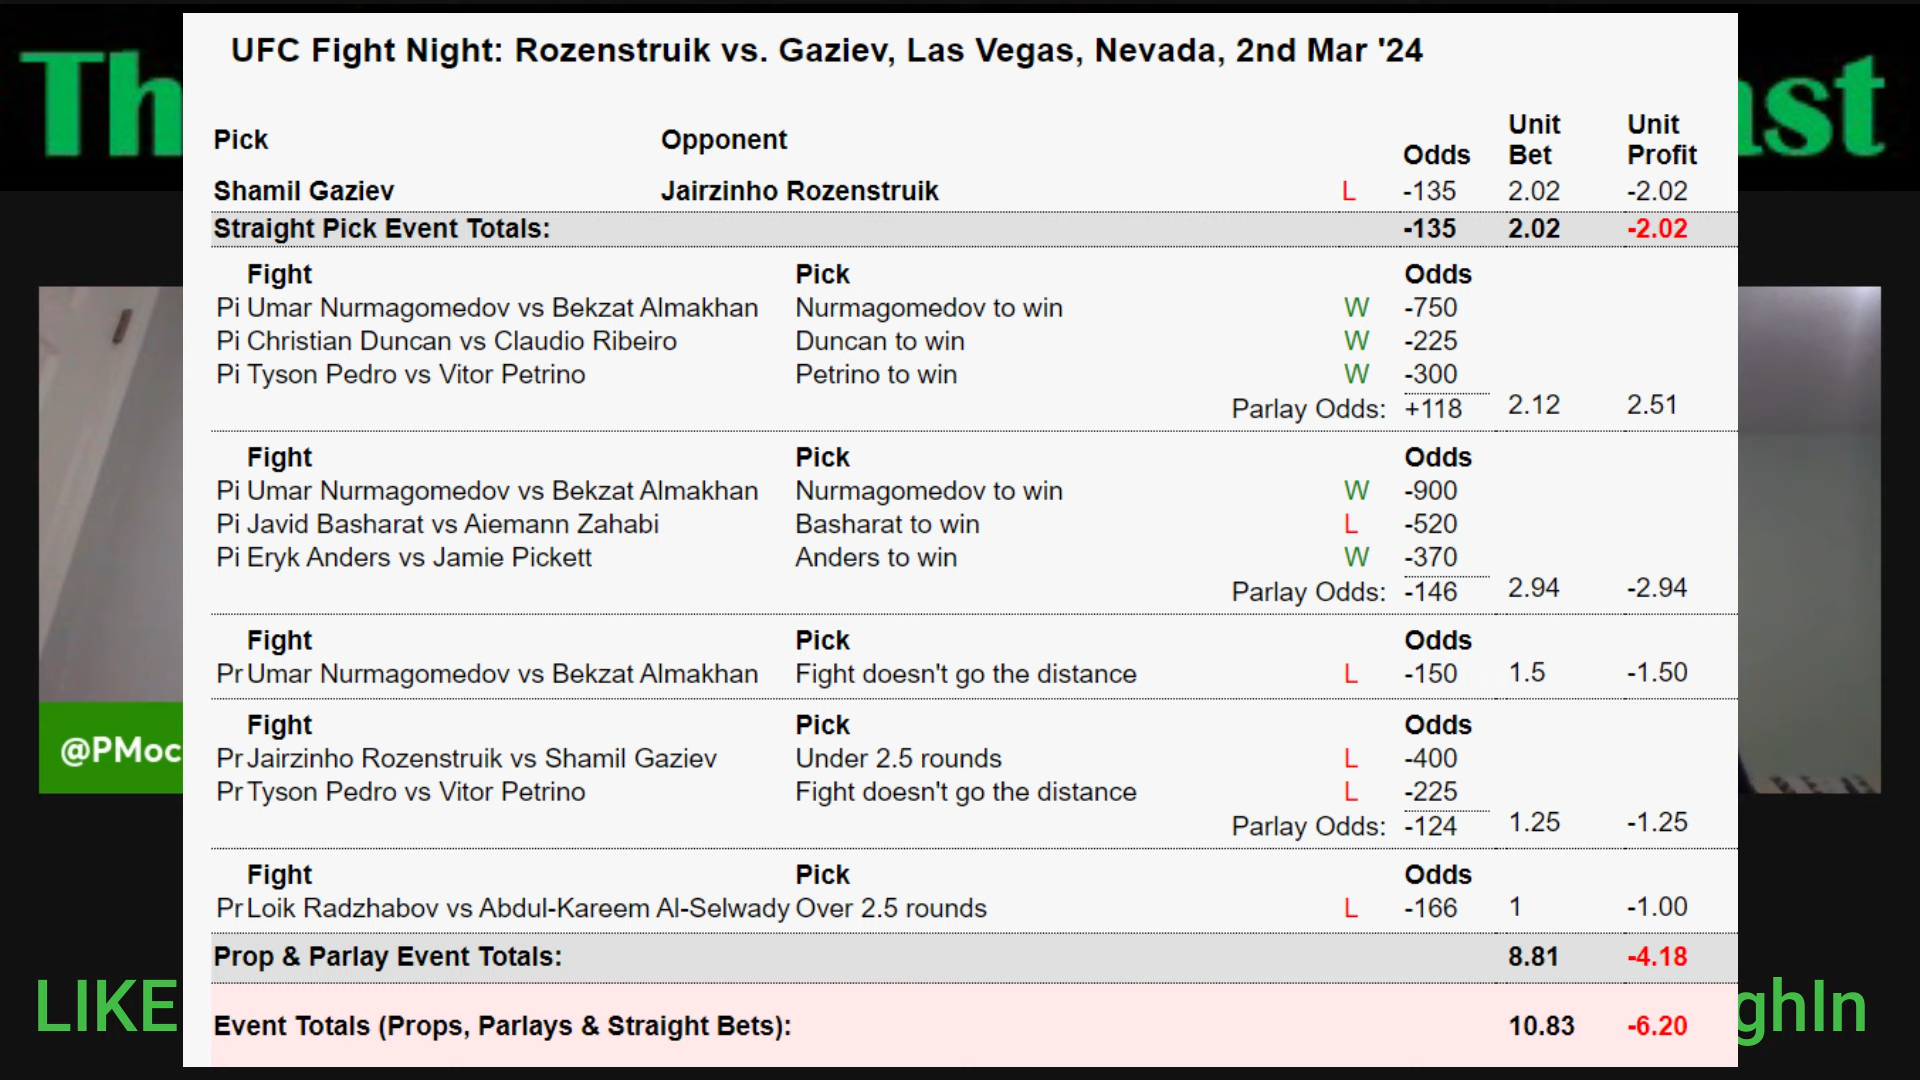 Th
ast
UFC Fight Night: Rozenstruik vs. Gaziev, Las Vegas, Nevada, 2nd Mar '24
Pick Opponent Odds Unit Bet Unit Profit
Shamil Gaziev Jairzinho Rozenstruik L -135 2.02 -2.02
Straight Pick Event Totals: -135 2.02 -2.02
Fight Pick Odds
Pi Umar Nurmagomedov vs Bekzat Almakhan Nurmagomedov to win W -750
Pi Christian Duncan vs Claudio Ribeiro Duncan to win W -225
Pi Tyson Pedro vs Vitor Petrino Petrino to win W -300
Parlay Odds: +118 2.12 2.51
Fight Pick Odds
Pi Umar Nurmagomedov vs Bekzat Almakhan Nurmagomedov to win W -900
Pi Javid Basharat vs Aiemann Zahabi Basharat to win L -520
Pi Eryk Anders vs Jamie Pickett Anders to win W -370
Parlay Odds: -146 2.94 -2.94
Fight Pick Odds
Pr Umar Nurmagomedov vs Bekzat Almakhan Fight doesn't go the distance L -150 1.5 -1.50
Fight Pick Odds
Pr Jairzinho Rozenstruik vs Shamil Gaziev Under 2.5 rounds L -400
Pr Tyson Pedro vs Vitor Petrino Fight doesn't go the distance L -225
Parlay Odds: -124 1.25 -1.25
Fight Pick Odds
Pr Loik Radzhabov vs Abdul-Kareem Al-Selwady Over 2.5 rounds L -166 1 -1.00
Prop & Parlay Event Totals: 8.81 -4.18
Event Totals (Props, Parlays & Straight Bets): 10.83 -6.20
@PMoc
LIKE
ghIn